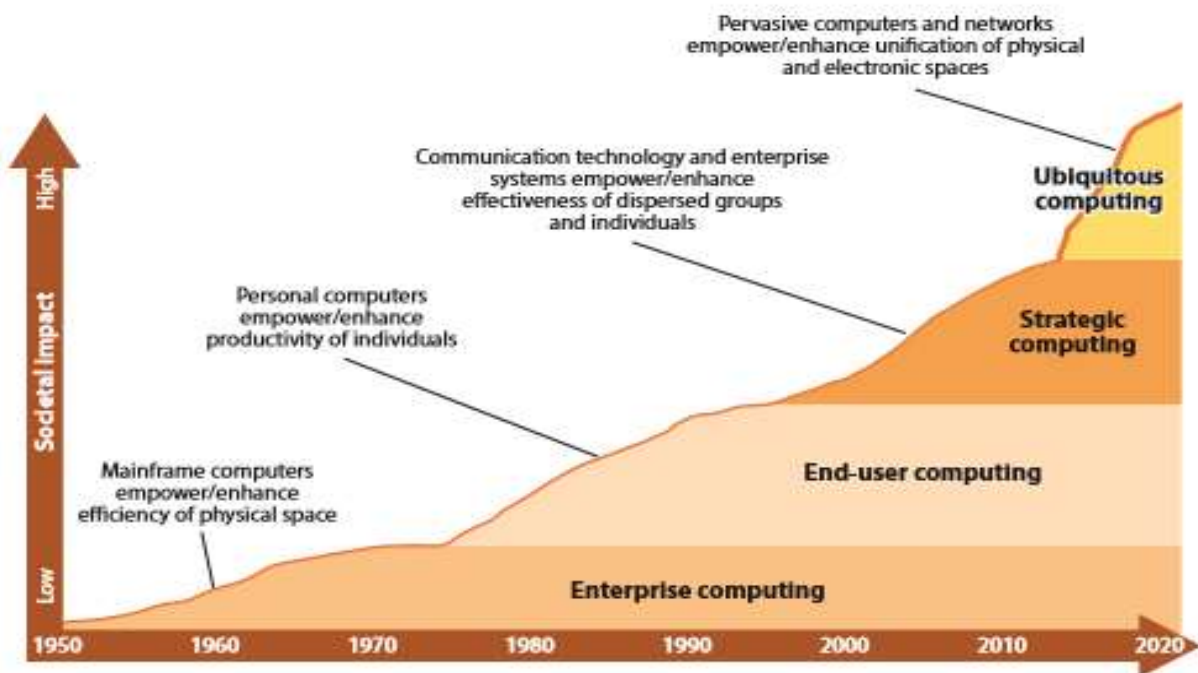 Pervasive computers and networks
empower/enhance unification of physical
and electronic spaces
Communication technology and enterprise
systems empower/enhance
effectiveness of dispersed groups
and individuals
Ubiquitous
computing
Personal computers
empower/enhance
productivity of individuals
Strategic
computing
Mainframe computers
empower/enhance
efficiency of physical space
End-user computing
Enterprise computing
High
Societal impact
Low
1950 1960 1970 1980 1990 2000 2010 2020